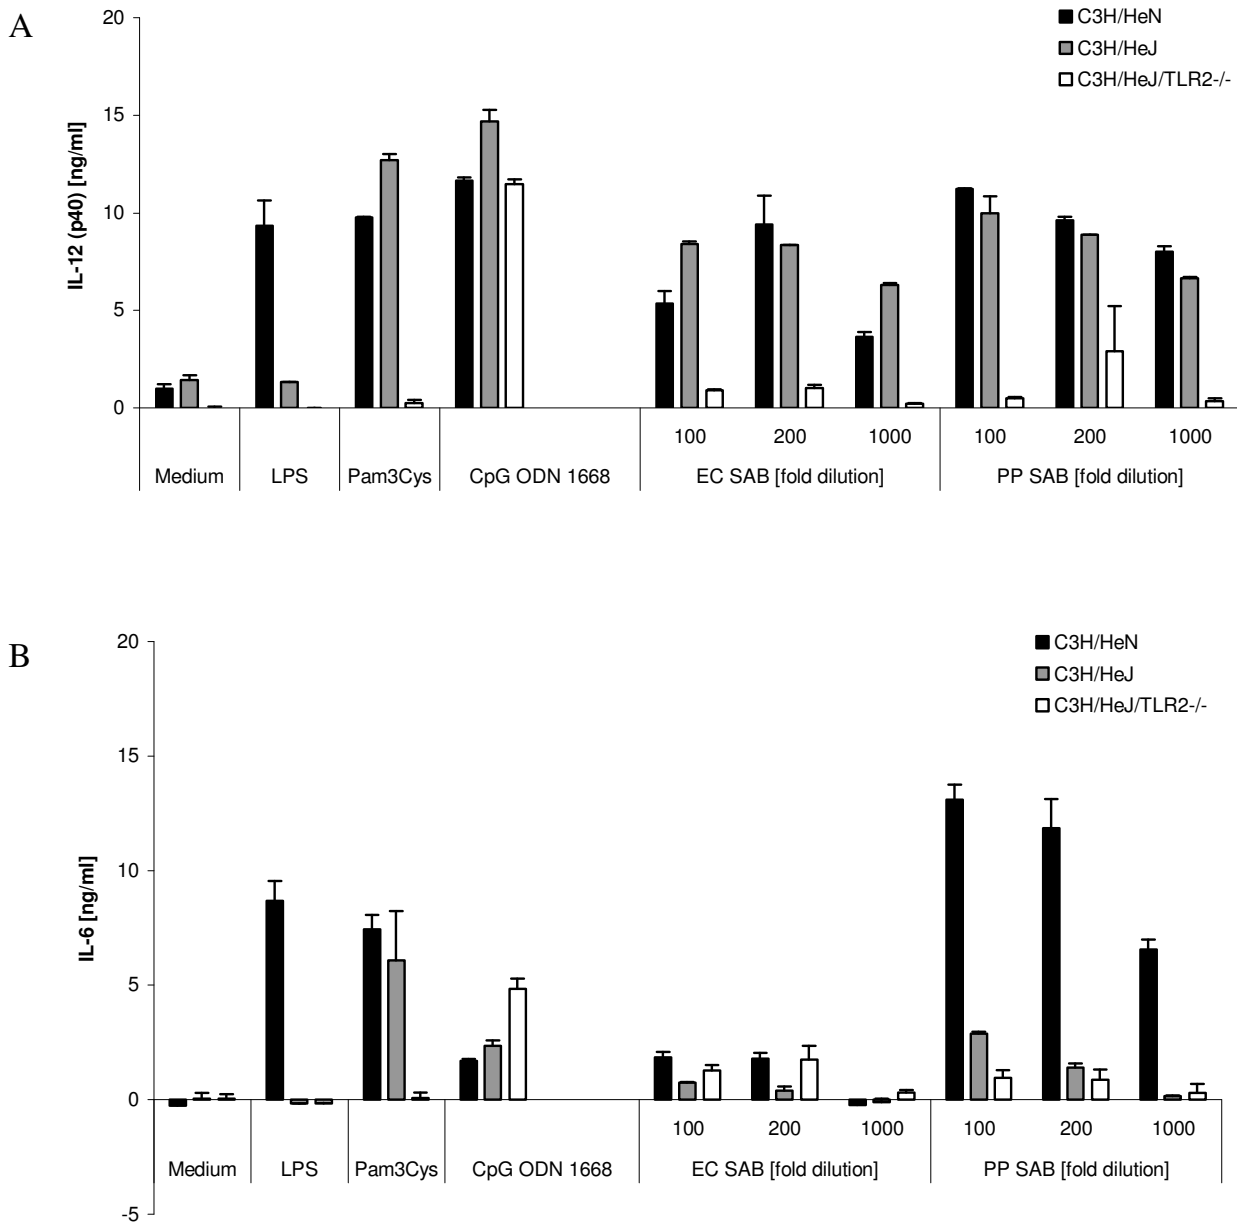 A
IL-12 (p40) [ng/ml]
20
15
10
5
0
C3H/HeN
C3H/HeJ
C3H/HeJ/TLR2-/-
100 200 1000 100 200 1000
Medium LPS Pam3Cys CpG ODN 1668 EC SAB [fold dilution] PP SAB [fold dilution]
B
IL-6 [ng/ml]
20
15
10
5
0
-5
C3H/HeN
C3H/HeJ
C3H/HeJ/TLR2-/-
100 200 1000 100 200 1000
Medium LPS Pam3Cys CpG ODN 1668 EC SAB [fold dilution] PP SAB [fold dilution]